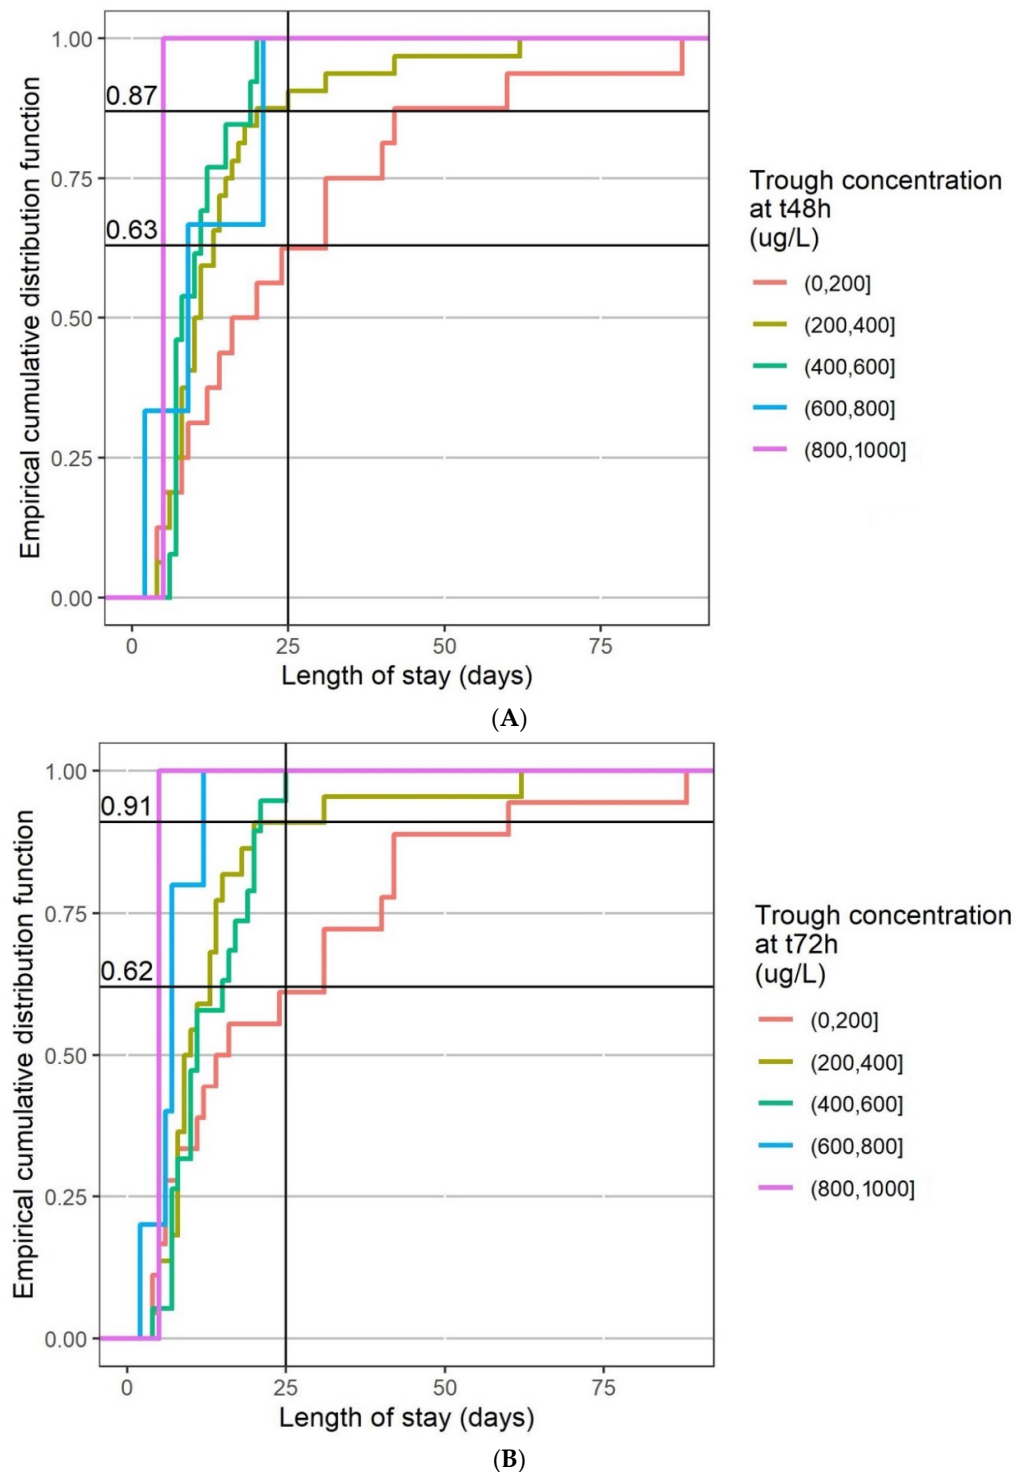 1.00
0.87
0.75
0.63
0.50
0.25
0.00
Empirical cumulative distribution function
0
25
50
75
Length of stay (days)
Trough concentration
at t48h
(ug/L)
(0,200]
(200,400]
(400,600]
(600,800]
(800,1000]
(A)
1.00
0.91
0.75
0.62
0.50
0.25
0.00
Empirical cumulative distribution function
0
25
50
75
Length of stay (days)
Trough concentration
at t72h
(ug/L)
(0,200]
(200,400]
(400,600]
(600,800]
(800,1000]
(B)